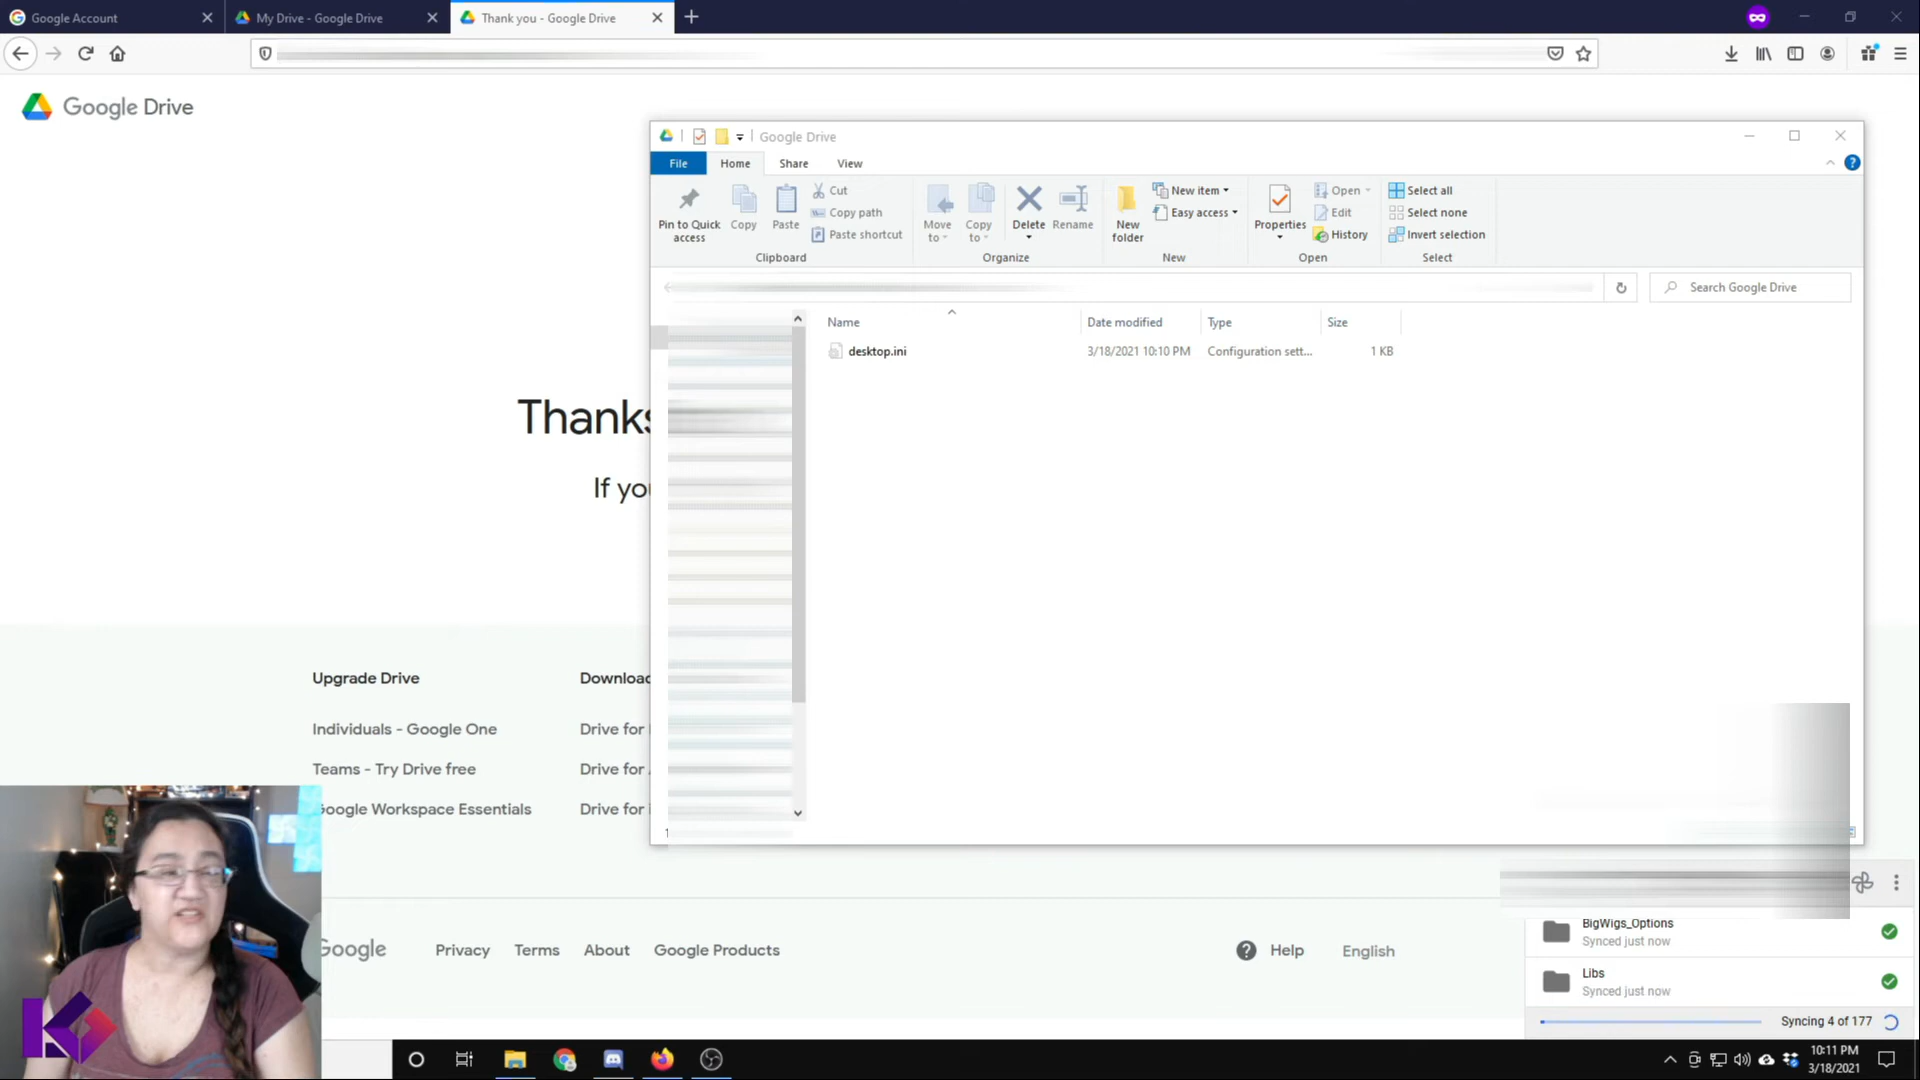 Google Account
My Drive - Google Drive
Thank you - Google Drive
Google Drive
Google Drive
File
Home
Share
View
Pin to Quick access
Copy
Paste
Cut
Copy path
Paste shortcut
Clipboard
Move to
Copy to
Delete
Rename
Organize
New folder
New item
Easy access
New
Properties
Open
Edit
History
Open
Select all
Select none
Invert selection
Select
Search Google Drive
Name
Date modified
Type
Size
desktop.ini
3/18/2021 10:10 PM
Configuration sett...
1 KB
Thanks
If you
Upgrade Drive
Individuals - Google One
Teams - Try Drive free
Google Workspace Essentials
Download
Drive for
Drive for
Drive for
Google
Privacy
Terms
About
Google Products
Help
English
BigWigs_Options
Synced just now
Libs
Synced just now
Syncing 4 of 177
10:11 PM
3/18/2021